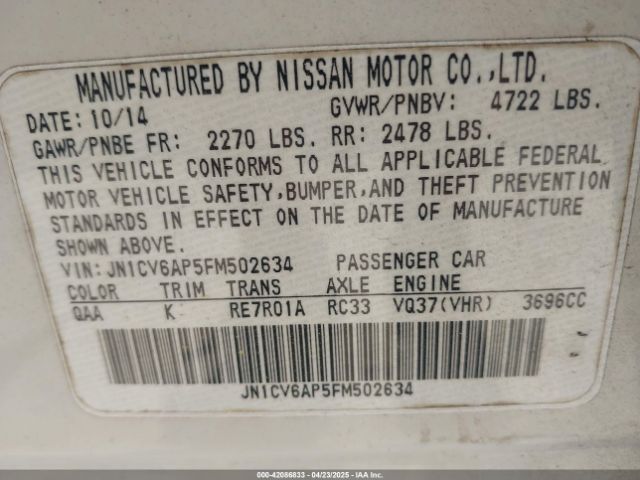 MANUFACTURED BY NISSAN MOTOR CO.,LTD.
DATE: 10/14 GVWR/PNBV: 4722 LBS.
GAWR/PNBE FR: 2270 LBS. RR: 2478 LBS.
THIS VEHICLE CONFORMS TO ALL APPLICABLE FEDERAL
MOTOR VEHICLE SAFETY,BUMPER,AND THEFT PREVENTION
STANDARDS IN EFFECT ON THE DATE OF MANUFACTURE
SHOWN ABOVE.
VIN: JN1CV6AP5FM502634 PASSENGER CAR
COLOR TRIM TRANS AXLE ENGINE
QAA K RE7R01A RC33 VQ37(VHR) 3696CC
JN1CV6AP5FM502634
000-42086833 - 04/23/2025 - IAA Inc.